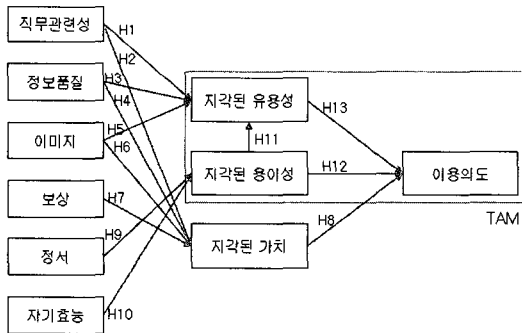 직무관련성
H1
H2
정보품질
H3
H4
지각된 유용성
H13
이미지
H5
H6
H11
지각된 용이성
H12
이용의도
보상
H7
H8
TAM
정서
H9
지각된 가치
자기효능
H10